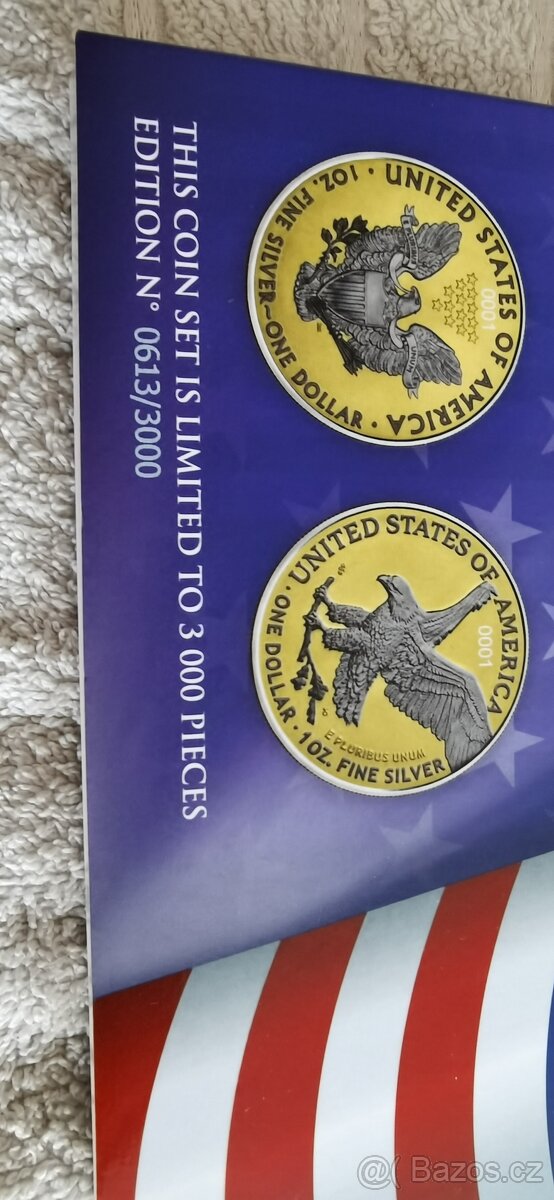 THIS COIN SET IS LIMITED TO 3 000 PIECES
EDITION N° 0613/3000
UNITED STATES OF AMERICA
1 OZ. FINE SILVER~ONE DOLLAR
0001
UNITED STATES OF AMERICA
ONE DOLLAR · 1 OZ. FINE SILVER
E PLURIBUS UNUM
0001
@( Bazos.cz